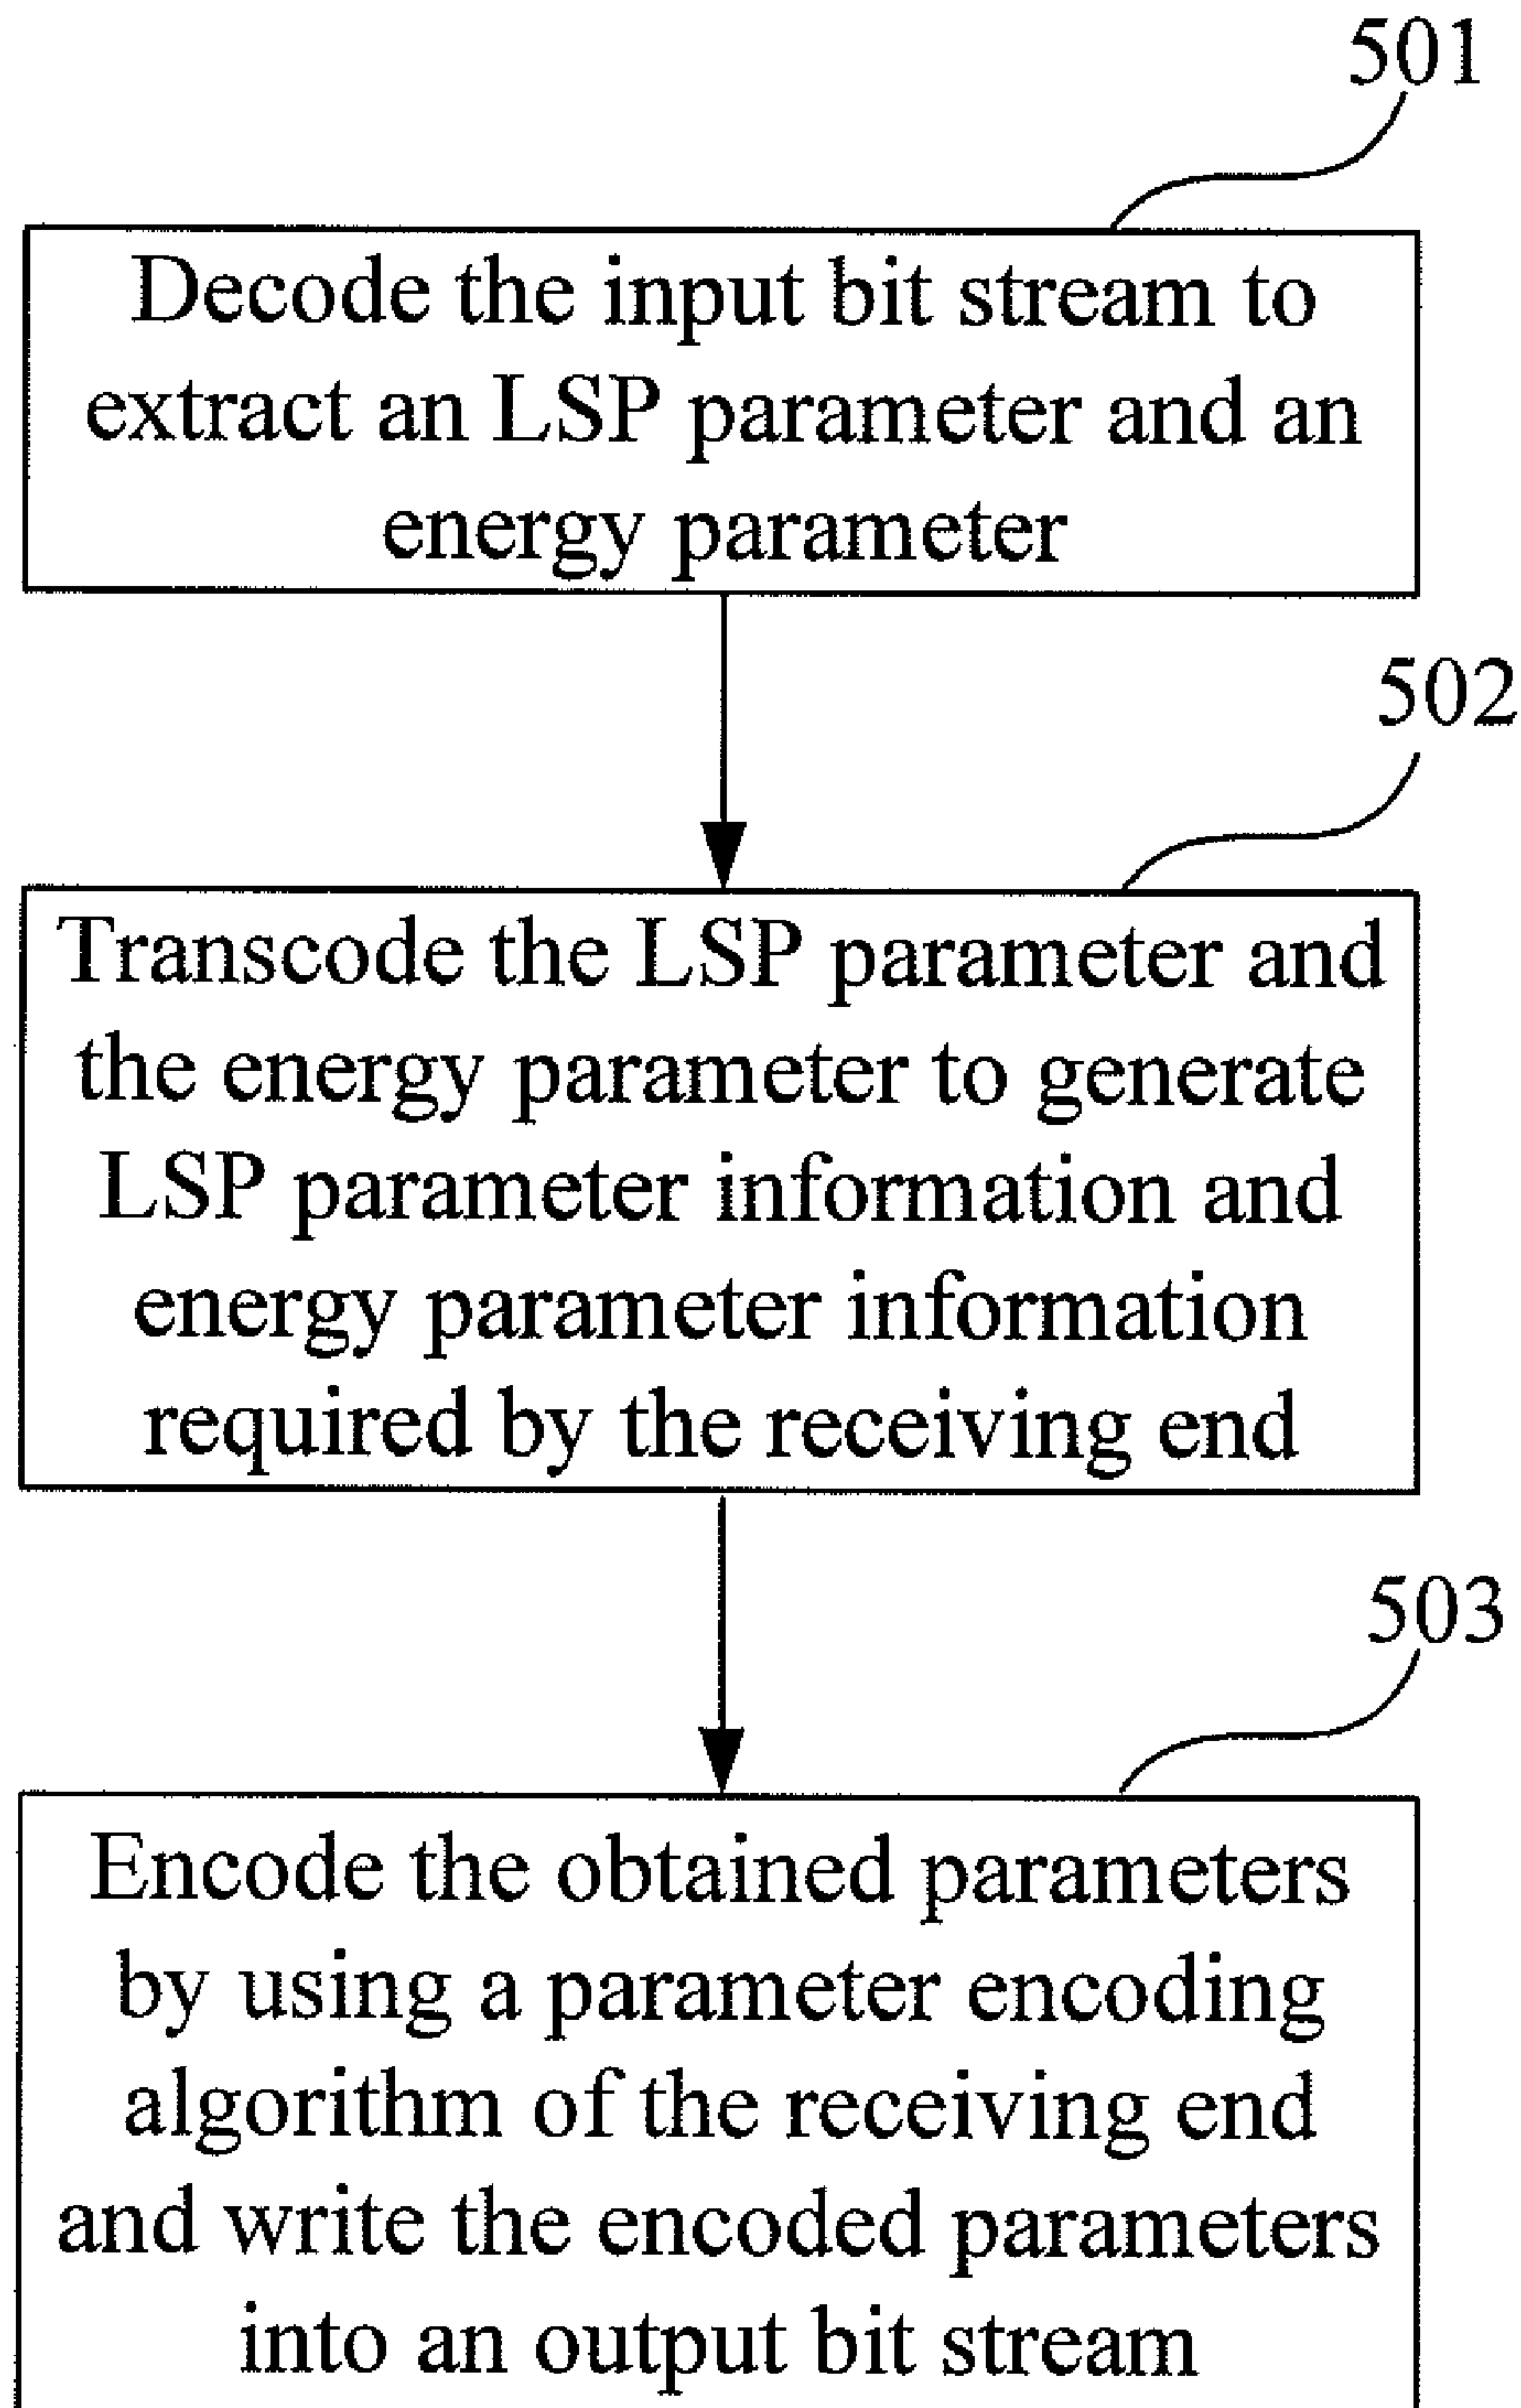 501
Decode the input bit stream to
extract an LSP parameter and an
energy parameter
502
Transcode the LSP parameter and
the energy parameter to generate
LSP parameter information and
energy parameter information
required by the receiving end
503
Encode the obtained parameters
by using a parameter encoding
algorithm of the receiving end
and write the encoded parameters
into an output bit stream